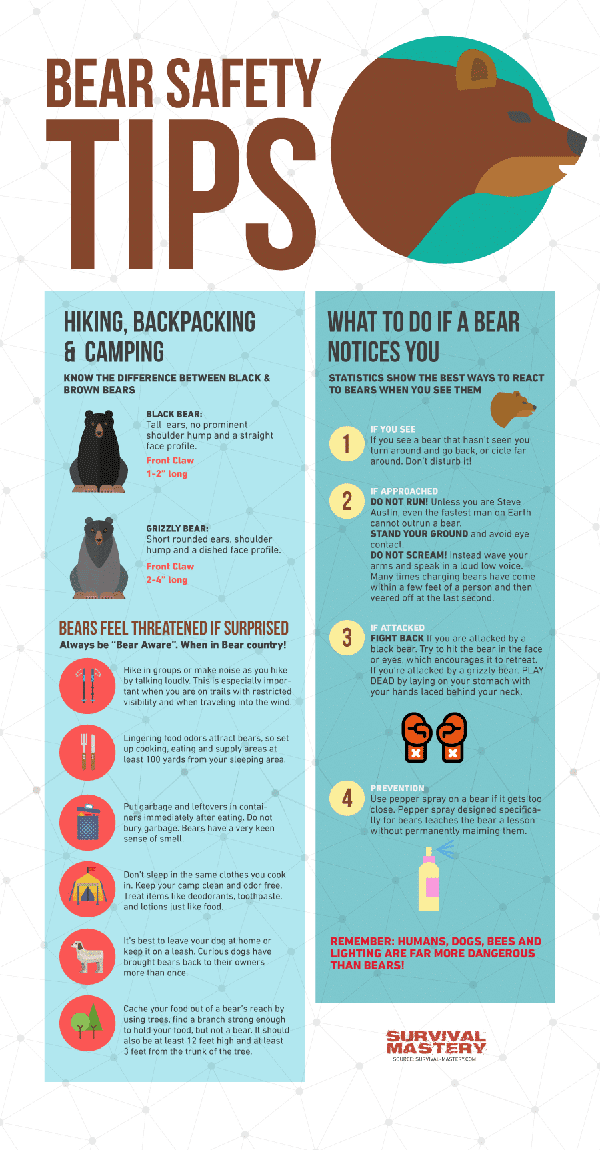 BEAR SAFETY
TIPS
HIKING, BACKPACKING
& CAMPING
KNOW THE DIFFERENCE BETWEEN BLACK &
BROWN BEARS
BLACK BEAR:
Tall ears, no prominent
shoulder hump and a straight
face profile.
Front Claw
1-2” long
GRIZZLY BEAR:
Short rounded ears, shoulder
hump and a dished face profile.
Front Claw
2-4” long
BEARS FEEL THREATENED IF SURPRISED
Always be “Bear Aware”. When in Bear country!
Hike in groups or make noise as you hike
by talking loudly. This is especially impor-
tant when you are on trails with restricted
visibility and when traveling into the wind.
Lingering food odors attract bears, so set
up cooking, eating and supply areas at
least 100 yards from your sleeping area.
Put garbage and leftovers in contai-
ners immediately after eating. Do not
bury garbage. Bears have a very keen
sense of smell.
Don't sleep in the same clothes you cook
in. Keep your camp clean and odor free.
Treat items like deodorants, toothpaste,
and lotions just like food.
It's best to leave your dog at home or
keep it on a leash. Curious dogs have
brought bears back to their owners
more than once.
Cache your food out of a bear's reach by
using trees, find a branch strong enough
to hold your food, but not a bear. It should
also be at least 12 feet high and at least
3 feet from the trunk of the tree.
WHAT TO DO IF A BEAR
NOTICES YOU
STATISTICS SHOW THE BEST WAYS TO REACT
TO BEARS WHEN YOU SEE THEM
1
IF YOU SEE
If you see a bear that hasn't seen you
turn around and go back, or cicle far
around. Don't disturb it!
2
IF APPROACHED
DO NOT RUN! Unless you are Steve
Austin, even the fastest man on Earth
cannot outrun a bear.
STAND YOUR GROUND and avoid eye
contact.
DO NOT SCREAM! Instead wave your
arms and speak in a loud low voice.
Many times charging bears have come
within a few feet of a person and then
veered off at the last second.
3
IF ATTACKED
FIGHT BACK If you are attacked by a
black bear. Try to hit the bear in the face
or eyes, which encourages it to retreat.
If you're attacked by a grizzly bear, PLAY
DEAD by laying on your stomach with
your hands laced behind your neck.
4
PREVENTION
Use pepper spray on a bear if it gets too
close. Pepper spray designed specifica-
lly for bears teaches the bear a lesson
without permanently maiming them.
REMEMBER: HUMANS, DOGS, BEES AND
LIGHTING ARE FAR MORE DANGEROUS
THAN BEARS!
SURVIVAL
MASTERY
SOURCE: SURVIVAL-MASTERY.COM